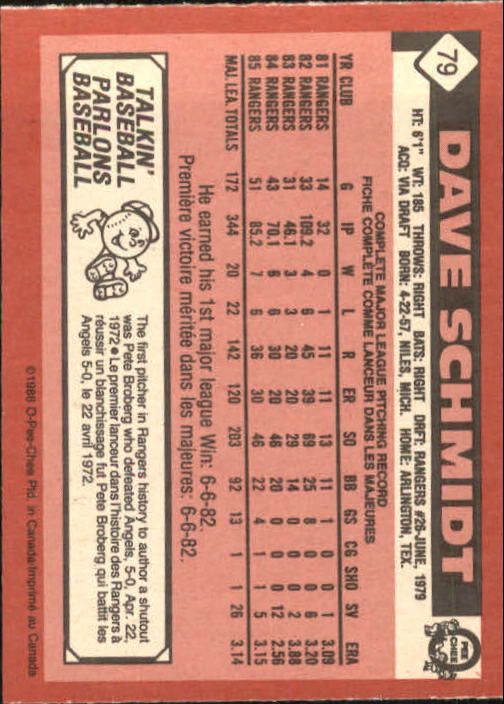 79
DAVE SCHMIDT
O
PEE
CHEE
HT: 6'1" WT: 185 THROWS: RIGHT BATS: RIGHT DRFT: RANGERS #26-JUNE, 1979
ACQ: VIA DRAFT BORN: 4-22-57, NILES, MICH. HOME: ARLINGTON, TEX.
COMPLETE MAJOR LEAGUE PITCHING RECORD
FICHE COMPLÈTE COMME LANCEUR DANS LES MAJEURES
YR CLUB G IP W L R ER SO BB GS CG SHO SV ERA
81 RANGERS 14 32 0 1 11 11 13 11 1 0 0 1 3.09
82 RANGERS 33 109.2 4 6 45 39 69 25 8 0 0 6 3.20
83 RANGERS 31 46.1 3 3 20 20 29 14 0 0 0 2 3.88
84 RANGERS 43 70.1 6 6 30 20 46 20 0 0 0 12 2.56
85 RANGERS 51 85.2 7 6 36 30 46 22 4 1 1 5 3.15
MAJ. LEA. TOTALS 172 344 20 22 142 120 203 92 13 1 1 26 3.14
He earned his 1st major league Win: 6-6-82.
Première victoire méritée dans les majeures: 6-6-82.
TALKIN'
BASEBALL
PARLONS
BASEBALL
The first pitcher in Rangers history to author a shutout
was Pete Broberg who defeated Angels, 5-0, Apr. 22,
1972 • Le premier lanceur dans l'histoire des Rangers à
réussir un blanchissage fut Pete Broberg qui battit les
Angels 5-0, le 22 avril 1972.
©1986 O-Pee-Chee Ptd. in Canada/Imprimé au Canada